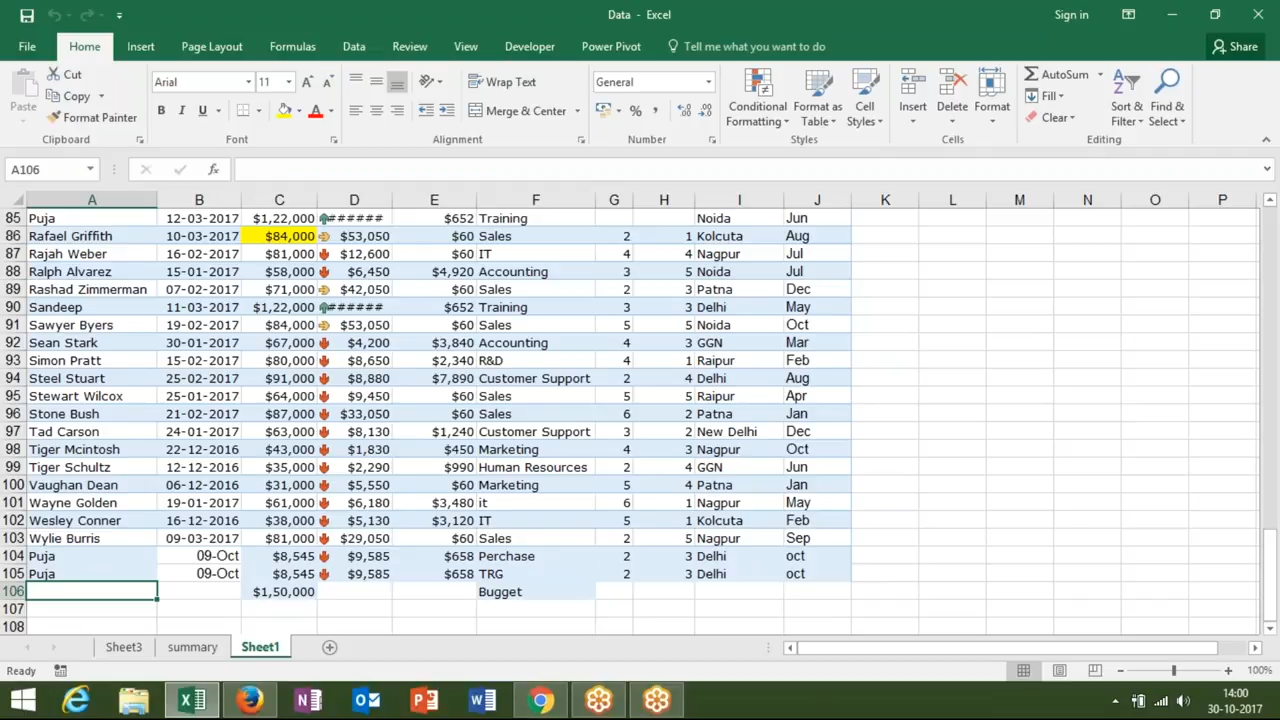 Data - Excel
Sign in
File Home Insert Page Layout Formulas Data Review View Developer Power Pivot Tell me what you want to do Share
Paste Cut Copy Format Painter Clipboard
Arial 11 A A B I U A Font
Wrap Text Merge & Center Alignment
General % , Number
Conditional Formatting Format as Table Cell Styles Styles
Insert Delete Format Cells
AutoSum Fill Clear Sort & Filter Find & Select Editing
A106 fx
A B C D E F G H I J K L M N O P
85 Puja 12-03-2017 $1,22,000 ###### $652 Training Noida Jun
86 Rafael Griffith 10-03-2017 $84,000 $53,050 $60 Sales 2 1 Kolcuta Aug
87 Rajah Weber 16-02-2017 $81,000 $12,600 $60 IT 4 4 Nagpur Jul
88 Ralph Alvarez 15-01-2017 $58,000 $6,450 $4,920 Accounting 3 5 Noida Jul
89 Rashad Zimmerman 07-02-2017 $71,000 $42,050 $60 Sales 2 3 Patna Dec
90 Sandeep 11-03-2017 $1,22,000 ###### $652 Training 3 3 Delhi May
91 Sawyer Byers 19-02-2017 $84,000 $53,050 $60 Sales 5 5 Noida Oct
92 Sean Stark 30-01-2017 $67,000 $4,200 $3,840 Accounting 4 3 GGN Mar
93 Simon Pratt 15-02-2017 $80,000 $8,650 $2,340 R&D 4 1 Raipur Feb
94 Steel Stuart 25-02-2017 $91,000 $8,880 $7,890 Customer Support 2 4 Delhi Aug
95 Stewart Wilcox 25-01-2017 $64,000 $9,450 $60 Sales 5 5 Raipur Apr
96 Stone Bush 21-02-2017 $87,000 $33,050 $60 Sales 6 2 Patna Jan
97 Tad Carson 24-01-2017 $63,000 $8,130 $1,240 Customer Support 3 2 New Delhi Dec
98 Tiger Mcintosh 22-12-2016 $43,000 $1,830 $450 Marketing 4 3 Nagpur Oct
99 Tiger Schultz 12-12-2016 $35,000 $2,290 $990 Human Resources 2 4 GGN Jun
100 Vaughan Dean 06-12-2016 $31,000 $5,550 $60 Marketing 5 4 Patna Jan
101 Wayne Golden 19-01-2017 $61,000 $6,180 $3,480 it 6 1 Nagpur May
102 Wesley Conner 16-12-2016 $38,000 $5,130 $3,120 IT 5 1 Kolcuta Feb
103 Wylie Burris 09-03-2017 $81,000 $29,050 $60 Sales 2 5 Nagpur Sep
104 Puja 09-Oct $8,545 $9,585 $658 Perchase 2 3 Delhi oct
105 Puja 09-Oct $8,545 $9,585 $658 TRG 2 3 Delhi oct
106 $1,50,000 Bugget
107
108
Sheet3 summary Sheet1
Ready 100%
14:00
30-10-2017